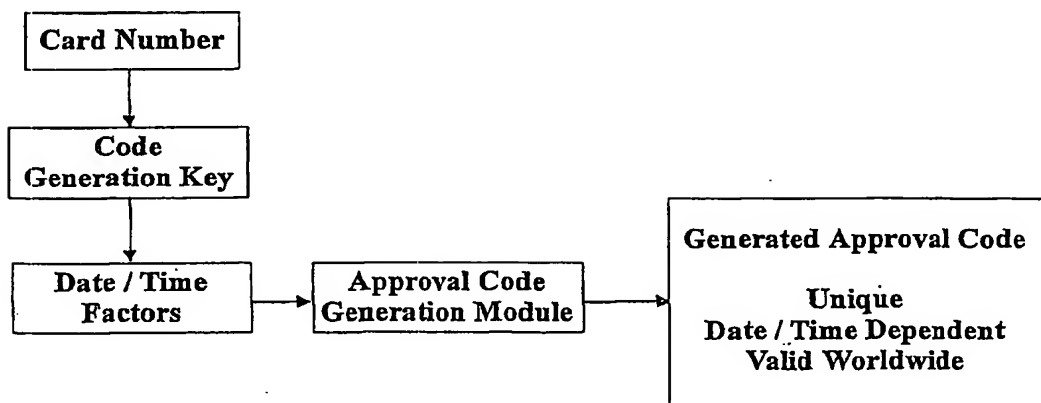 Card Number
Code
Generation Key
Date / Time
Factors
Approval Code
Generation Module
Generated Approval Code
Unique
Date / Time Dependent
Valid Worldwide